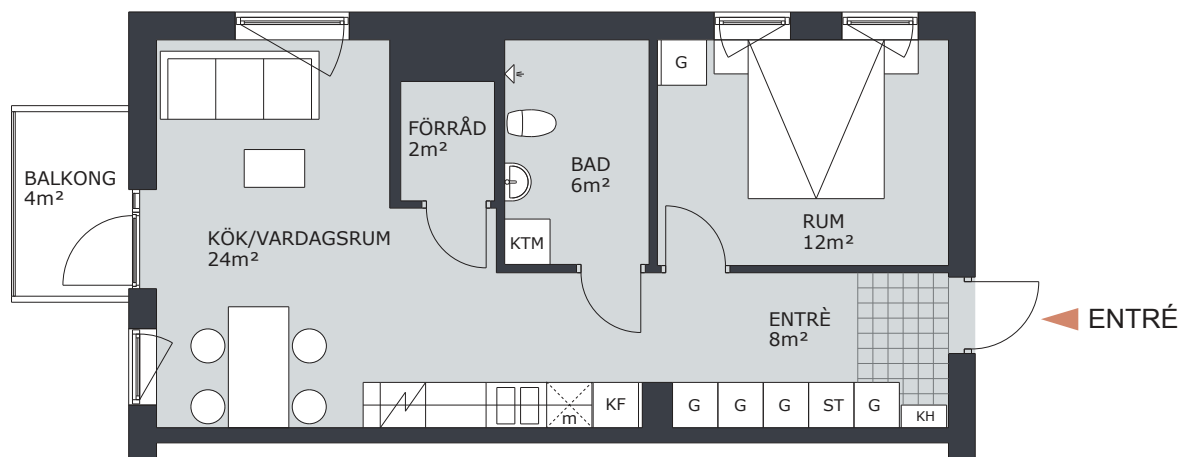 G
FÖRRÅD
2m²
BAD
6m²
BALKONG
4m²
RUM
12m²
KÖK/VARDAGSRUM
24m²
KTM
ENTRÈ
8m²
ENTRÉ
m
KF
G
G
G
ST
G
KH